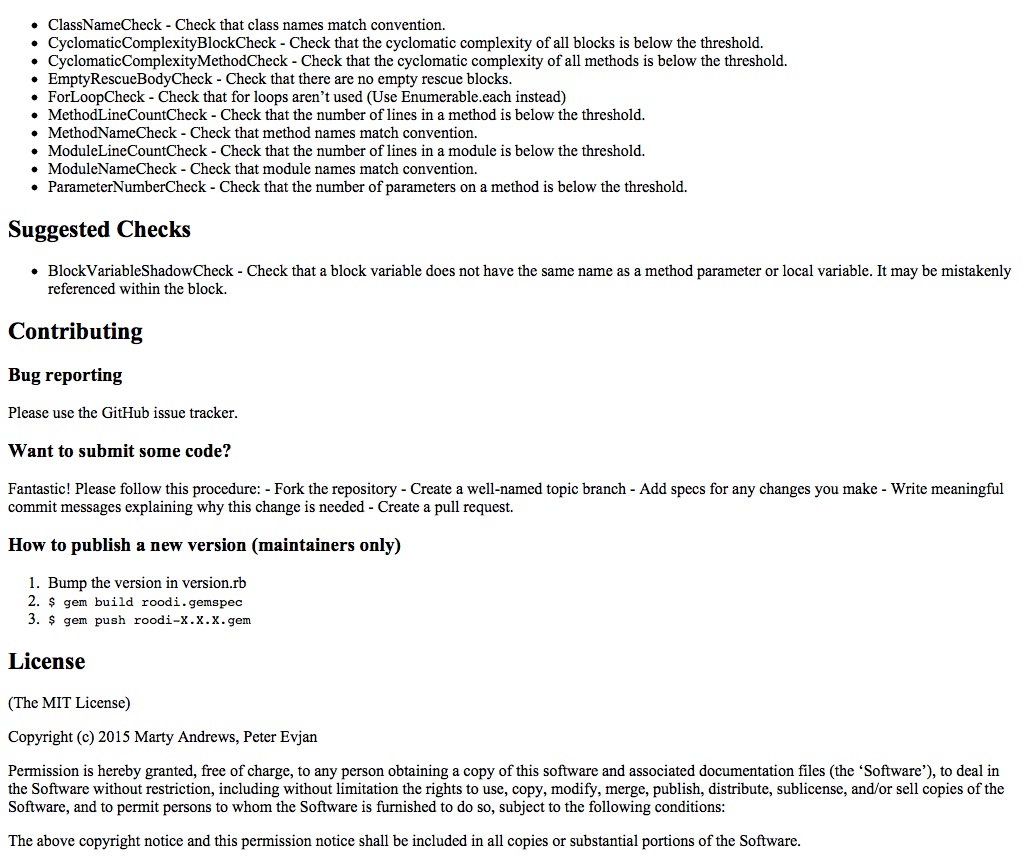 • ClassNameCheck - Check that class names match convention.
• CyclomaticComplexityBlockCheck - Check that the cyclomatic complexity of all blocks is below the threshold.
• CyclomaticComplexityMethodCheck - Check that the cyclomatic complexity of all methods is below the threshold.
• EmptyRescueBodyCheck - Check that there are no empty rescue blocks.
• ForLoopCheck - Check that for loops aren’t used (Use Enumerable.each instead)
• MethodLineCountCheck - Check that the number of lines in a method is below the threshold.
• MethodNameCheck - Check that method names match convention.
• ModuleLineCountCheck - Check that the number of lines in a module is below the threshold.
• ModuleNameCheck - Check that module names match convention.
• ParameterNumberCheck - Check that the number of parameters on a method is below the threshold.
Suggested Checks
• BlockVariableShadowCheck - Check that a block variable does not have the same name as a method parameter or local variable. It may be mistakenly
referenced within the block.
Contributing
Bug reporting
Please use the GitHub issue tracker.
Want to submit some code?
Fantastic! Please follow this procedure: - Fork the repository - Create a well-named topic branch - Add specs for any changes you make - Write meaningful
commit messages explaining why this change is needed - Create a pull request.
How to publish a new version (maintainers only)
1. Bump the version in version.rb
2. $ gem build roodi.gemspec
3. $ gem push roodi-X.X.X.gem
License
(The MIT License)
Copyright (c) 2015 Marty Andrews, Peter Evjan
Permission is hereby granted, free of charge, to any person obtaining a copy of this software and associated documentation files (the ‘Software’), to deal in
the Software without restriction, including without limitation the rights to use, copy, modify, merge, publish, distribute, sublicense, and/or sell copies of the
Software, and to permit persons to whom the Software is furnished to do so, subject to the following conditions:
The above copyright notice and this permission notice shall be included in all copies or substantial portions of the Software.